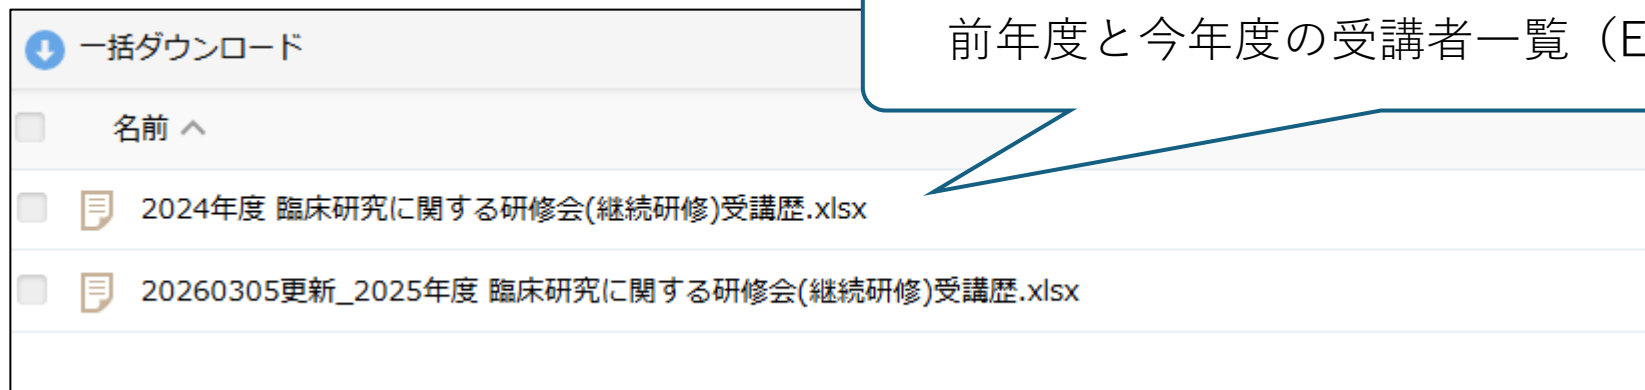 前年度と今年度の受講者一覧（E
一括ダウンロード
名前
2024年度 臨床研究に関する研修会(継続研修)受講歴.xlsx
20260305更新_2025年度 臨床研究に関する研修会(継続研修)受講歴.xlsx